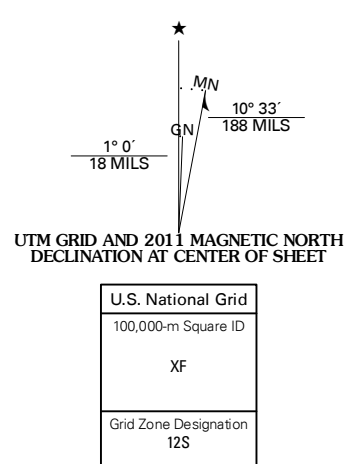 ★
MN
GN
10° 33´
188 MILS
1° 0´
18 MILS
UTM GRID AND 2011 MAGNETIC NORTH
DECLINATION AT CENTER OF SHEET
U.S. National Grid
100,000-m Square ID
XF
Grid Zone Designation
12S